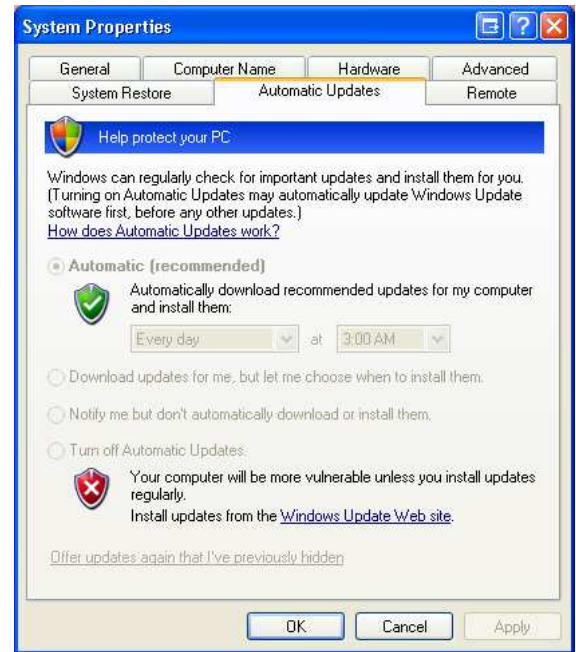 System Properties
General Computer Name Hardware Advanced
System Restore Automatic Updates Remote
Help protect your PC
Windows can regularly check for important updates and install them for you.
(Turning on Automatic Updates may automatically update Windows Update
software first, before any other updates.)
How does Automatic Updates work?
Automatic (recommended)
Automatically download recommended updates for my computer
and install them:
Every day at 3:00 AM
Download updates for me, but let me choose when to install them.
Notify me but don't automatically download or install them.
Turn off Automatic Updates.
Your computer will be more vulnerable unless you install updates
regularly.
Install updates from the Windows Update Web site.
Offer updates again that I've previously hidden
OK Cancel Apply